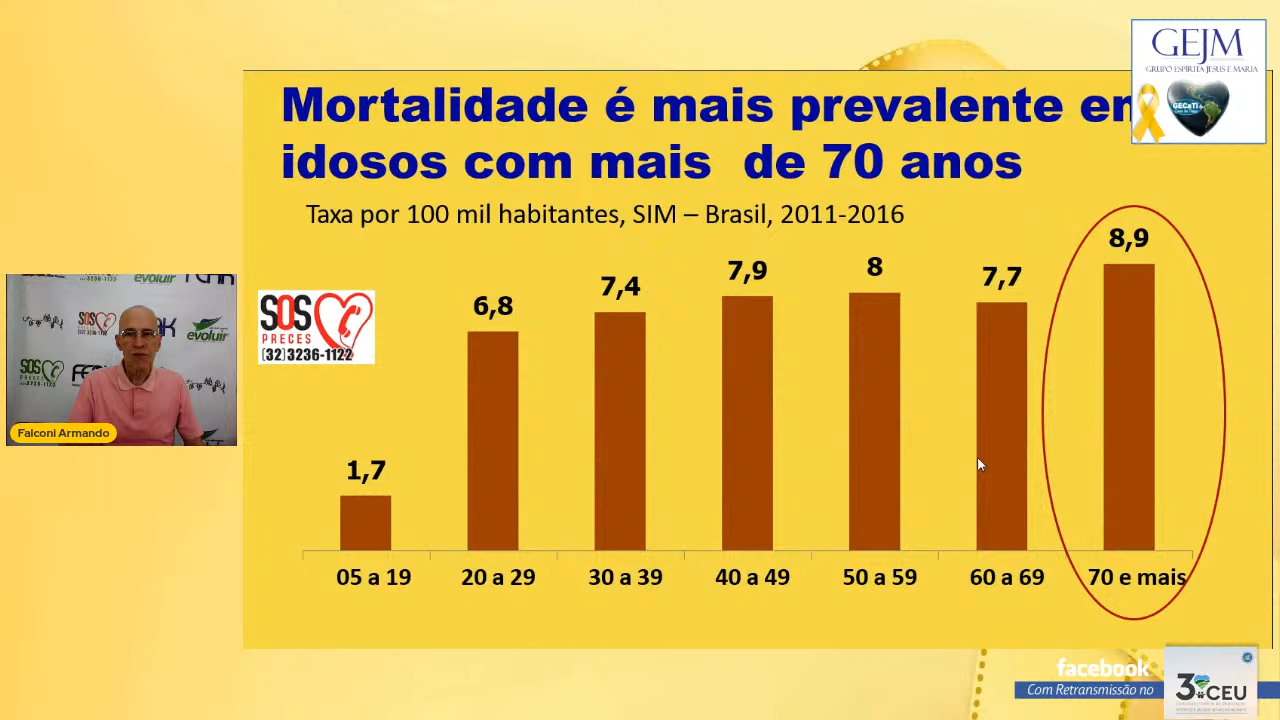 GEJM
GRUPO ESPÍRITA JESUS E MARIA
GECaTI
Mortalidade é mais prevalente em
idosos com mais de 70 anos
Taxa por 100 mil habitantes, SIM – Brasil, 2011-2016
SOS
PRECES
(32)3236-1122
evoluir
evoluir
SOS
Falconi Armando
1,7
6,8
7,4
7,9
8
7,7
8,9
05 a 19
20 a 29
30 a 39
40 a 49
50 a 59
60 a 69
70 e mais
facebook
Com Retransmissão no
3º CEU